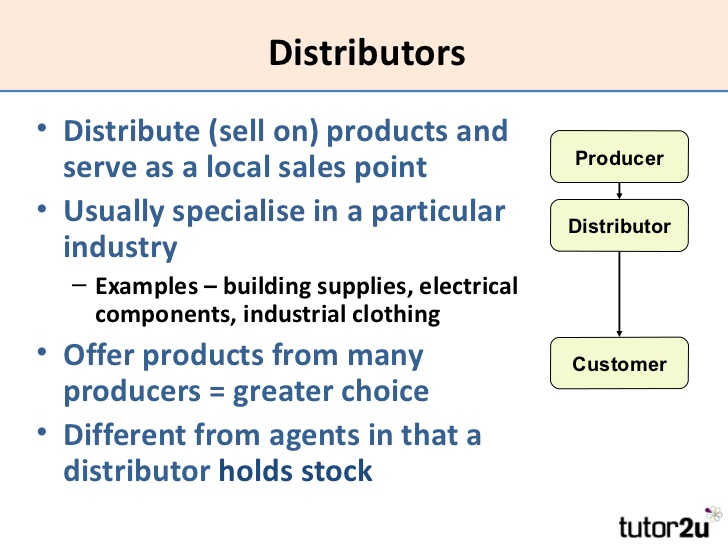 Distributors
• Distribute (sell on) products and
serve as a local sales point
• Usually specialise in a particular
industry
– Examples – building supplies, electrical
components, industrial clothing
• Offer products from many
producers = greater choice
• Different from agents in that a
distributor holds stock
Producer
Distributor
Customer
tutor2u